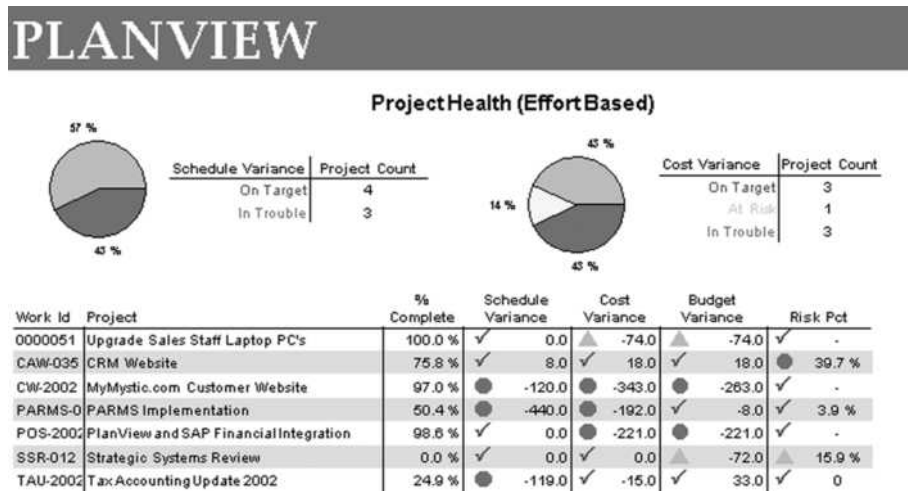 PLANVIEW
Project Health (Effort Based)
57 %
43 %
Schedule Variance Project Count
On Target 4
In Trouble 3
43 %
14 %
43 %
Cost Variance Project Count
On Target 3
At Risk 1
In Trouble 3
% Schedule Cost Budget
Work Id Project Complete Variance Variance Variance Risk Pct
0000051 Upgrade Sales Staff Laptop PC's 100.0 % 0.0 -74.0 -74.0 -
CAW-035 CRM Website 75.8 % 8.0 18.0 18.0 39.7 %
CW-2002 MyMystic.com Customer Website 97.0 % -120.0 -343.0 -263.0 -
PARMS-0 PARMS Implementation 50.4 % -440.0 -192.0 -8.0 3.9 %
POS-2002 PlanView and SAP Financial Integration 98.6 % 0.0 -221.0 -221.0 -
SSR-012 Strategic Systems Review 0.0 % 0.0 0.0 -72.0 15.9 %
TAU-2002 Tax Accounting Update 2002 24.9 % -119.0 -15.0 33.0 0